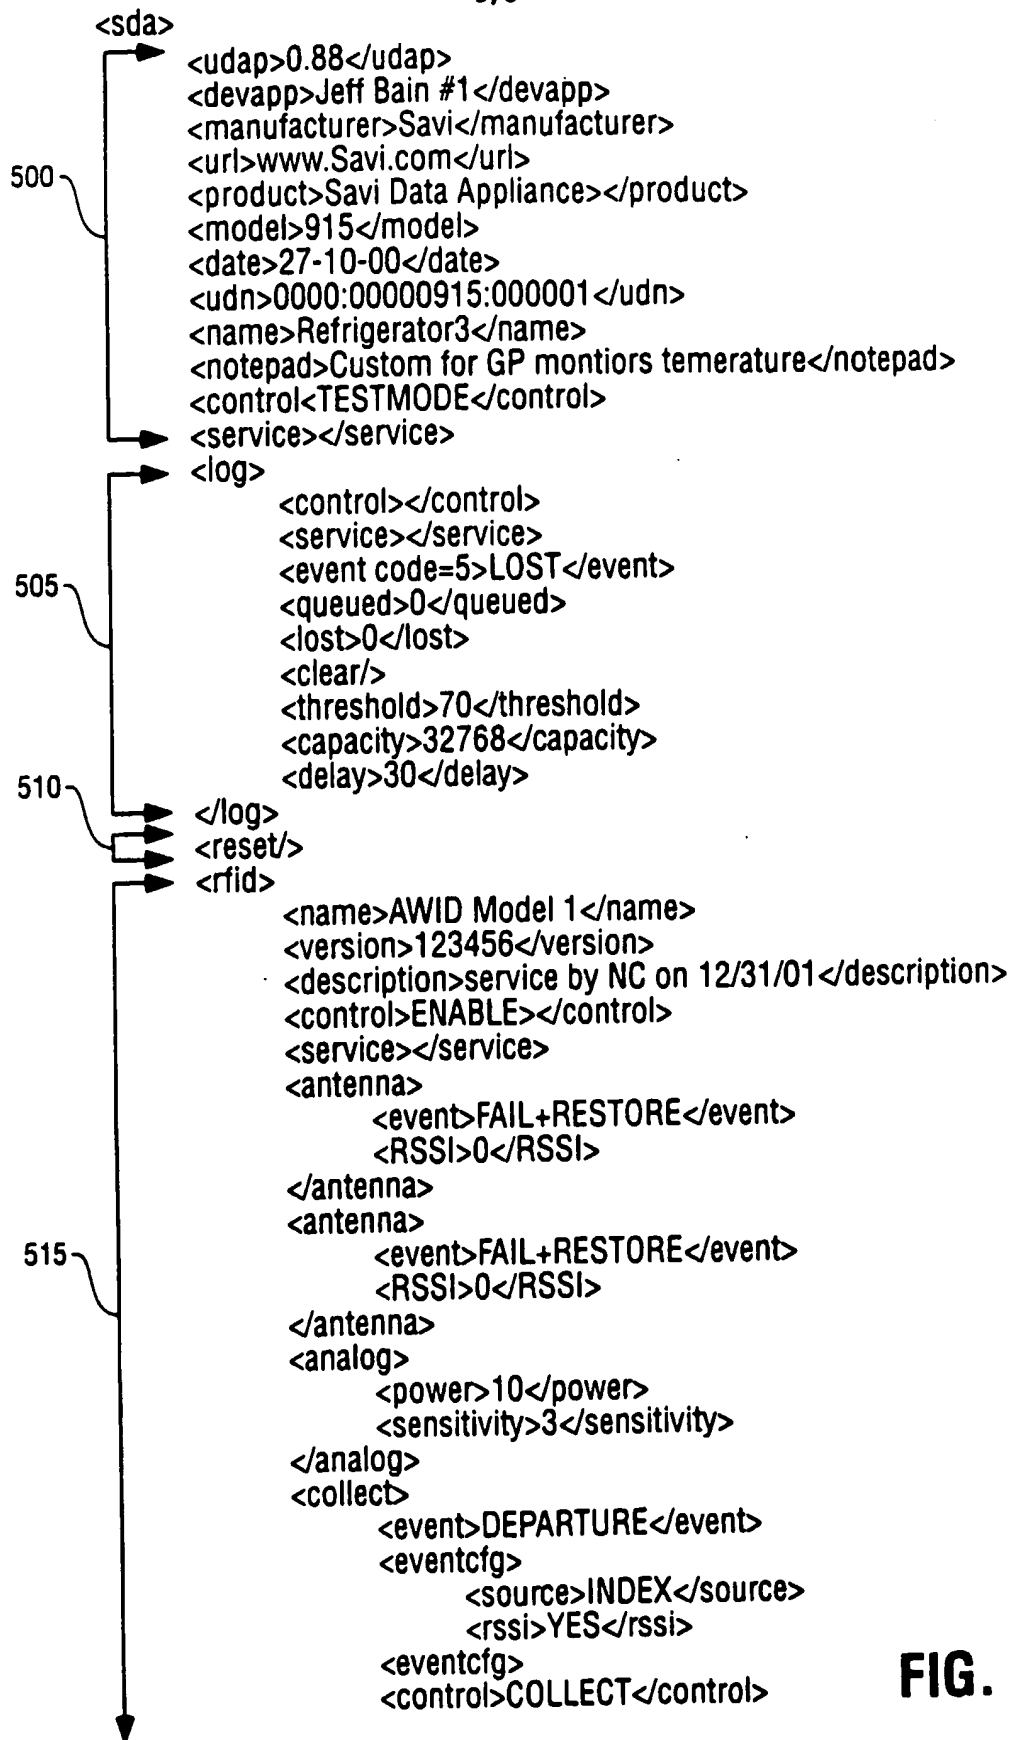 <sda>
<udap>0.88</udap>
<devapp>Jeff Bain #1</devapp>
<manufacturer>Savi</manufacturer>
<url>www.Savi.com</url>
500
<product>Savi Data Appliance></product>
<model>915</model>
<date>27-10-00</date>
<udn>0000:00000915:000001</udn>
<name>Refrigerator3</name>
<notepad>Custom for GP montiors temerature</notepad>
<control<TESTMODE</control>
<service></service>
<log>
<control></control>
<service></service>
<event code=5>LOST</event>
505
<queued>0</queued>
<lost>0</lost>
<clear/>
<threshold>70</threshold>
<capacity>32768</capacity>
<delay>30</delay>
510
</log>
<reset/>
<rfid>
<name>AWID Model 1</name>
<version>123456</version>
<description>service by NC on 12/31/01</description>
<control>ENABLE></control>
<service></service>
<antenna>
<event>FAIL+RESTORE</event>
<RSSI>0</RSSI>
</antenna>
<antenna>
<event>FAIL+RESTORE</event>
515
<RSSI>0</RSSI>
</antenna>
<analog>
<power>10</power>
<sensitivity>3</sensitivity>
</analog>
<collect>
<event>DEPARTURE</event>
<eventcfg>
<source>INDEX</source>
<rssi>YES</rssi>
<eventcfg>
<control>COLLECT</control>
FIG.